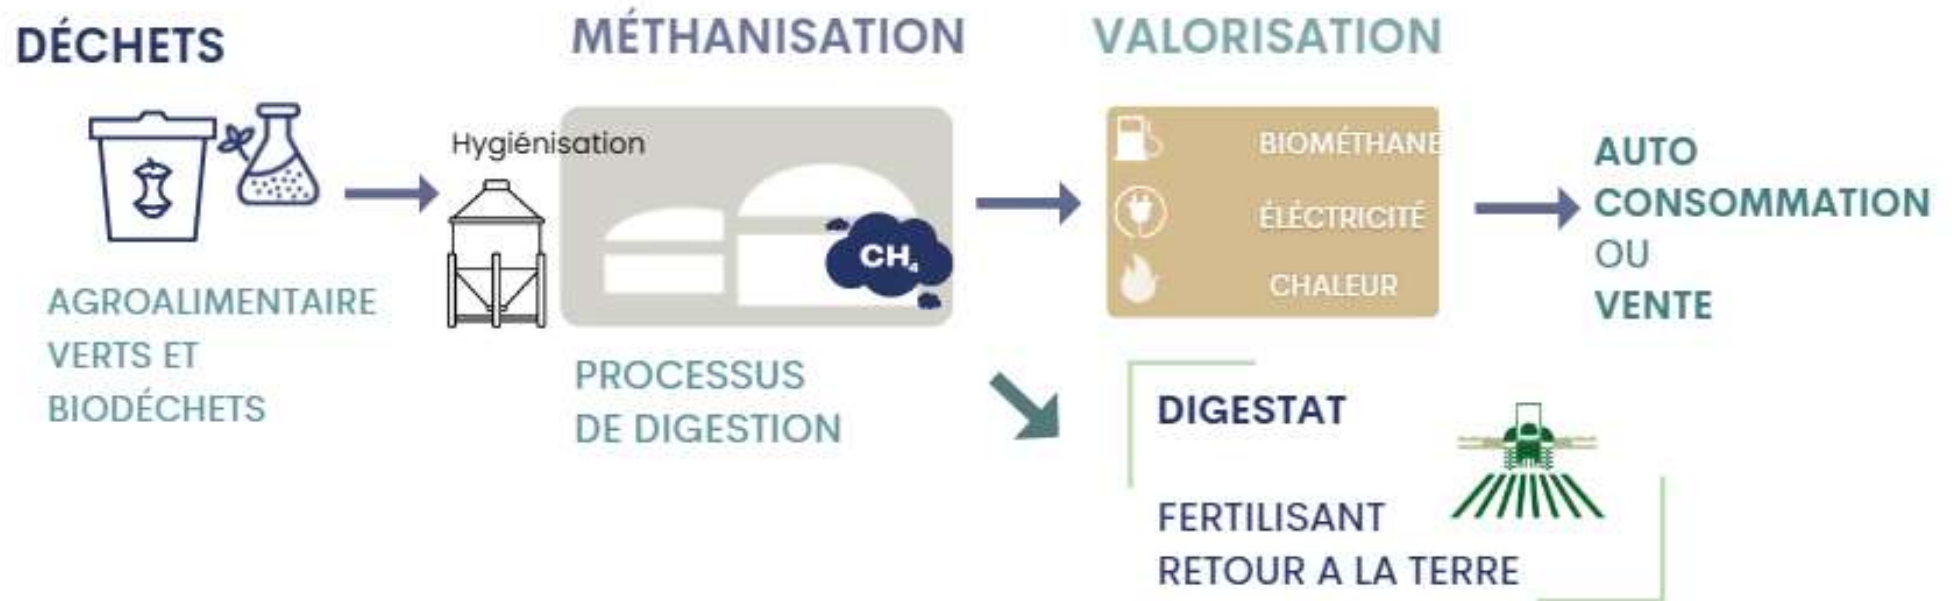 DÉCHETS
AGROALIMENTAIRE
VERTS ET
BIODÉCHETS
MÉTHANISATION
Hygiénisation
CH₄
PROCESSUS
DE DIGESTION
VALORISATION
BIOMÉTHANE
ÉLÉCTRICITÉ
CHALEUR
AUTO
CONSOMMATION
OU
VENTE
DIGESTAT
FERTILISANT
RETOUR A LA TERRE